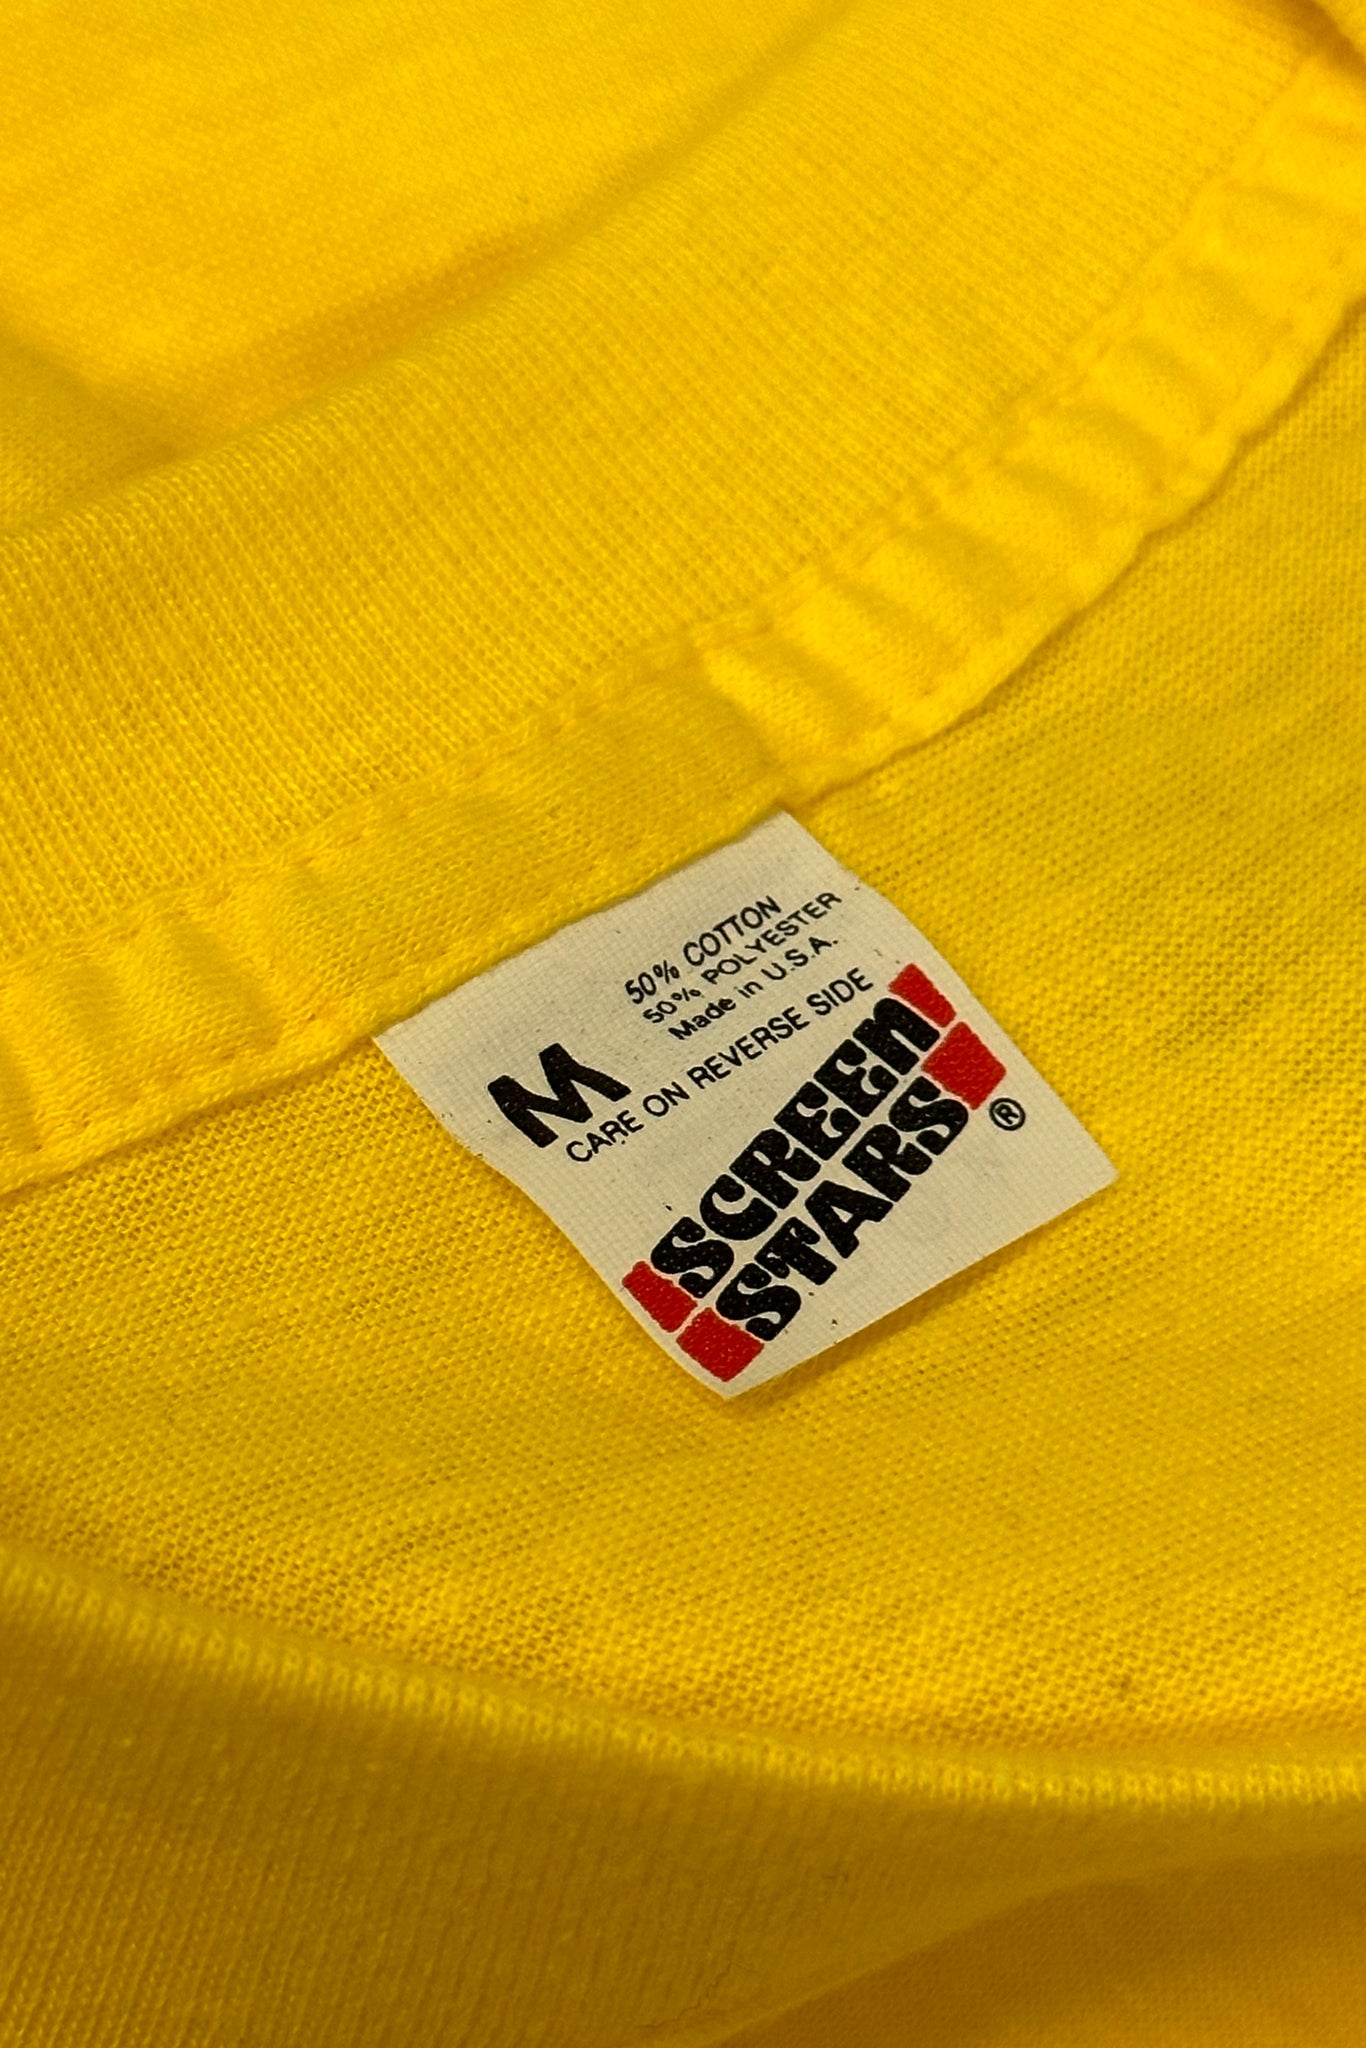 50% COTTON
50% POLYESTER
Made in U.S.A.
M
CARE ON REVERSE SIDE
SCREEN
STARS®